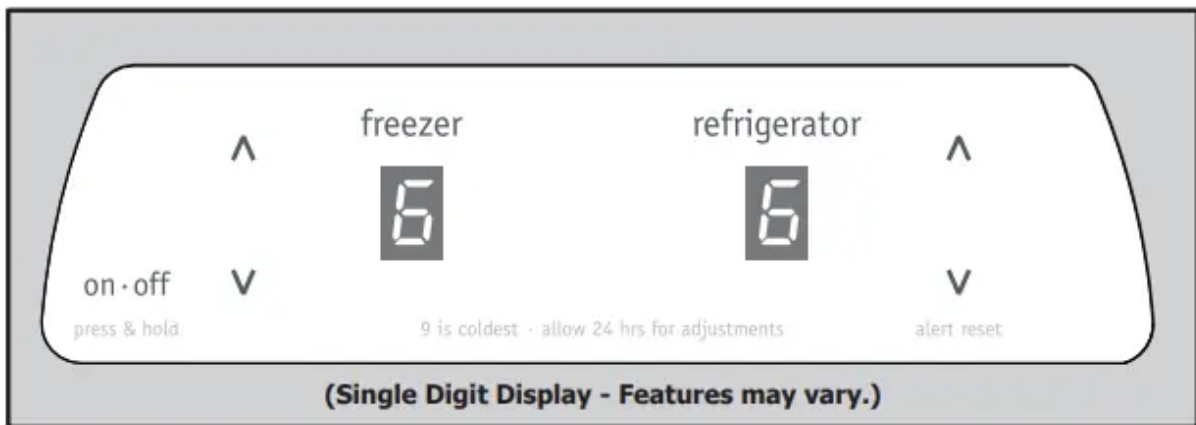 freezer
refrigerator
6
6
on · off
press & hold
9 is coldest · allow 24 hrs for adjustments
alert reset
(Single Digit Display - Features may vary.)